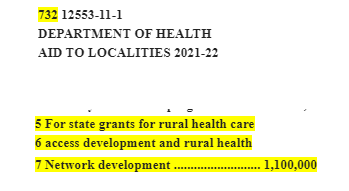 732 12553-11-1
DEPARTMENT OF HEALTH
AID TO LOCALITIES 2021-22
5 For state grants for rural health care
6 access development and rural health
7 Network development ........................... 1,100,000